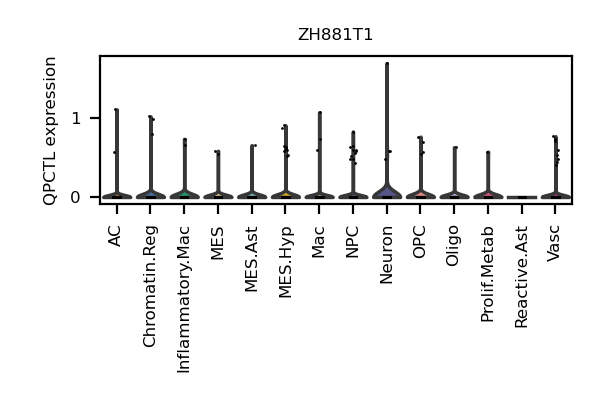 ZH881T1
QPCTL expression
1
0
AC
Chromatin.Reg
Inflammatory.Mac
MES
MES.Ast
MES.Hyp
Mac
NPC
Neuron
OPC
Oligo
Prolif.Metab
Reactive.Ast
Vasc